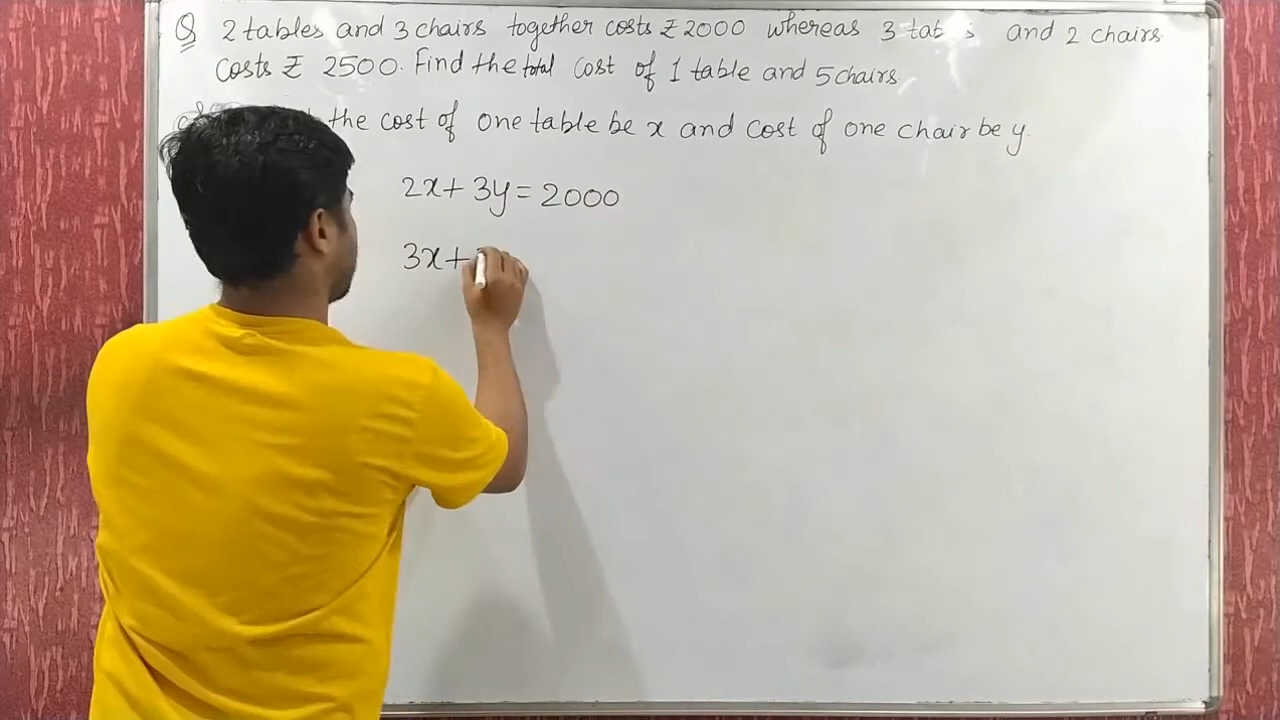 Q 2 tables and 3 chairs together costs ₹ 2000 whereas 3 and 2 chairs
costs ₹ 2500. Find the total cost of 1 table and 5 chairs.
the cost of one table be x and cost of one chair be y.
2x + 3y = 2000
3x +